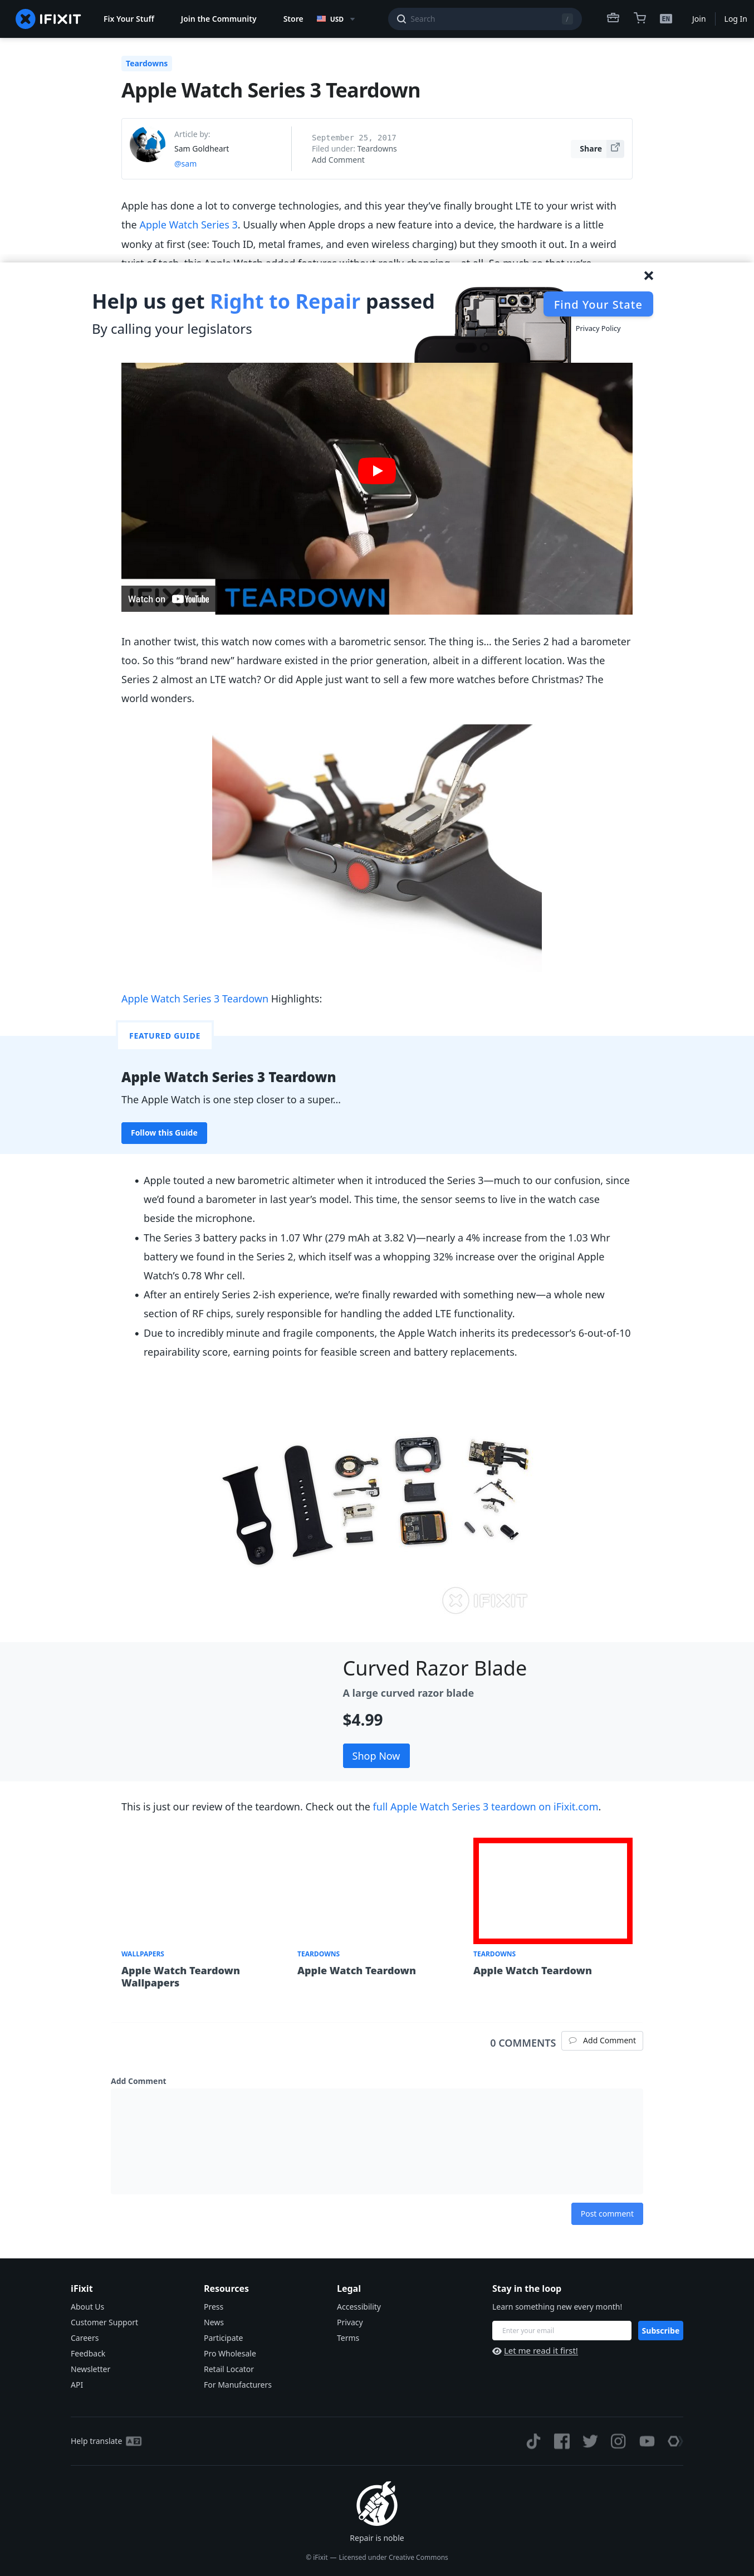 IFIXIT
Fix Your Stuff
Join the Community
Store
USD
Search
/
EN
Join
Log In
Teardowns
Apple Watch Series 3 Teardown
Article by:
Sam Goldheart
@sam
September 25, 2017
Filed under: Teardowns
Add Comment
Share
Apple has done a lot to converge technologies, and this year they've finally brought LTE to your wrist with
the Apple Watch Series 3. Usually when Apple drops a new feature into a device, the hardware is a little
wonky at first (see: Touch ID, metal frames, and even wireless charging) but they smooth it out. In a weird
Help us get Right to Repair passed
By calling your legislators
Find Your State
Privacy Policy
Watch on YouTube
IFIXIT TEARDOWN
In another twist, this watch now comes with a barometric sensor. The thing is… the Series 2 had a barometer
too. So this “brand new” hardware existed in the prior generation, albeit in a different location. Was the
Series 2 almost an LTE watch? Or did Apple just want to sell a few more watches before Christmas? The
world wonders.
Apple Watch Series 3 Teardown Highlights:
FEATURED GUIDE
Apple Watch Series 3 Teardown
The Apple Watch is one step closer to a super...
Follow this Guide
Apple touted a new barometric altimeter when it introduced the Series 3—much to our confusion, since
we’d found a barometer in last year’s model. This time, the sensor seems to live in the watch case
beside the microphone.
The Series 3 battery packs in 1.07 Whr (279 mAh at 3.82 V)—nearly a 4% increase from the 1.03 Whr
battery we found in the Series 2, which itself was a whopping 32% increase over the original Apple
Watch’s 0.78 Whr cell.
After an entirely Series 2-ish experience, we’re finally rewarded with something new—a whole new
section of RF chips, surely responsible for handling the added LTE functionality.
Due to incredibly minute and fragile components, the Apple Watch inherits its predecessor’s 6-out-of-10
repairability score, earning points for feasible screen and battery replacements.
IFIXIT
Curved Razor Blade
A large curved razor blade
$4.99
Shop Now
This is just our review of the teardown. Check out the full Apple Watch Series 3 teardown on iFixit.com.
WALLPAPERS
Apple Watch Teardown
Wallpapers
TEARDOWNS
Apple Watch Teardown
TEARDOWNS
Apple Watch Teardown
0 COMMENTS
Add Comment
Add Comment
Post comment
iFixit
About Us
Customer Support
Careers
Feedback
Newsletter
API
Resources
Press
News
Participate
Pro Wholesale
Retail Locator
For Manufacturers
Legal
Accessibility
Privacy
Terms
Stay in the loop
Learn something new every month!
Enter your email
Subscribe
Let me read it first!
Help translate
Repair is noble
© iFixit — Licensed under Creative Commons